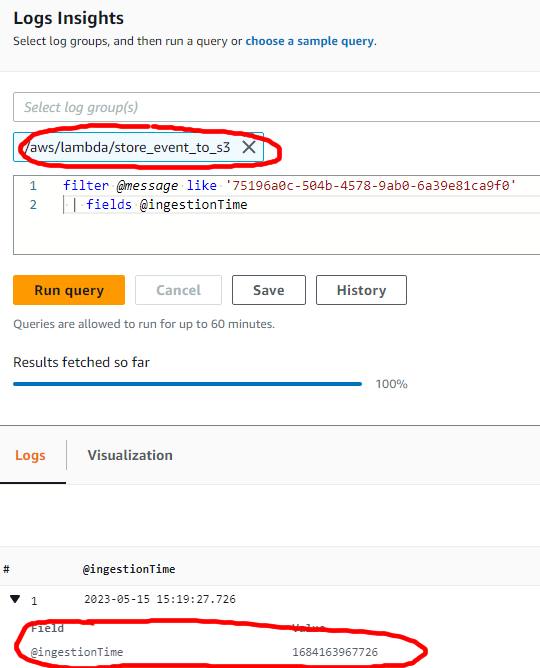 Logs Insights
Select log groups, and then run a query or choose a sample query.
Select log group(s)
/aws/lambda/store_event_to_s3
1 filter @message like '75196a0c-504b-4578-9ab0-6a39e81ca9f0'
2 | fields @ingestionTime
Run query Cancel Save History
Queries are allowed to run for up to 60 minutes.
Results fetched so far
100%
Logs Visualization
# @ingestionTime
1 2023-05-15 15:19:27.726
Field Value
@ingestionTime 1684163967726